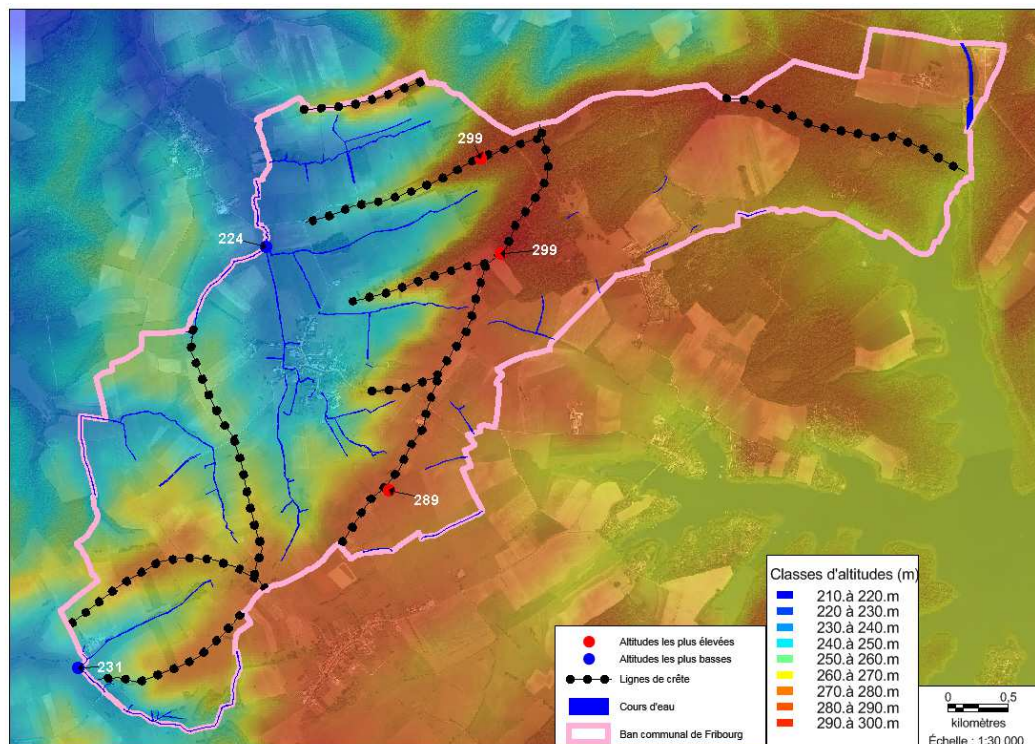 299
224
299
289
231
Altitudes les plus élevées
Altitudes les plus basses
Lignes de crête
Cours d'eau
Ban communal de Fribourg
Classes d'altitudes (m)
210.à 220.m
220 à 230.m
230.à 240.m
240 à 250.m
250 à 260.m
260 à 270.m
270 à 280.m
280 à 290.m
290.à 300.m
0 0,5
kilomètres
Échelle : 1:30 000